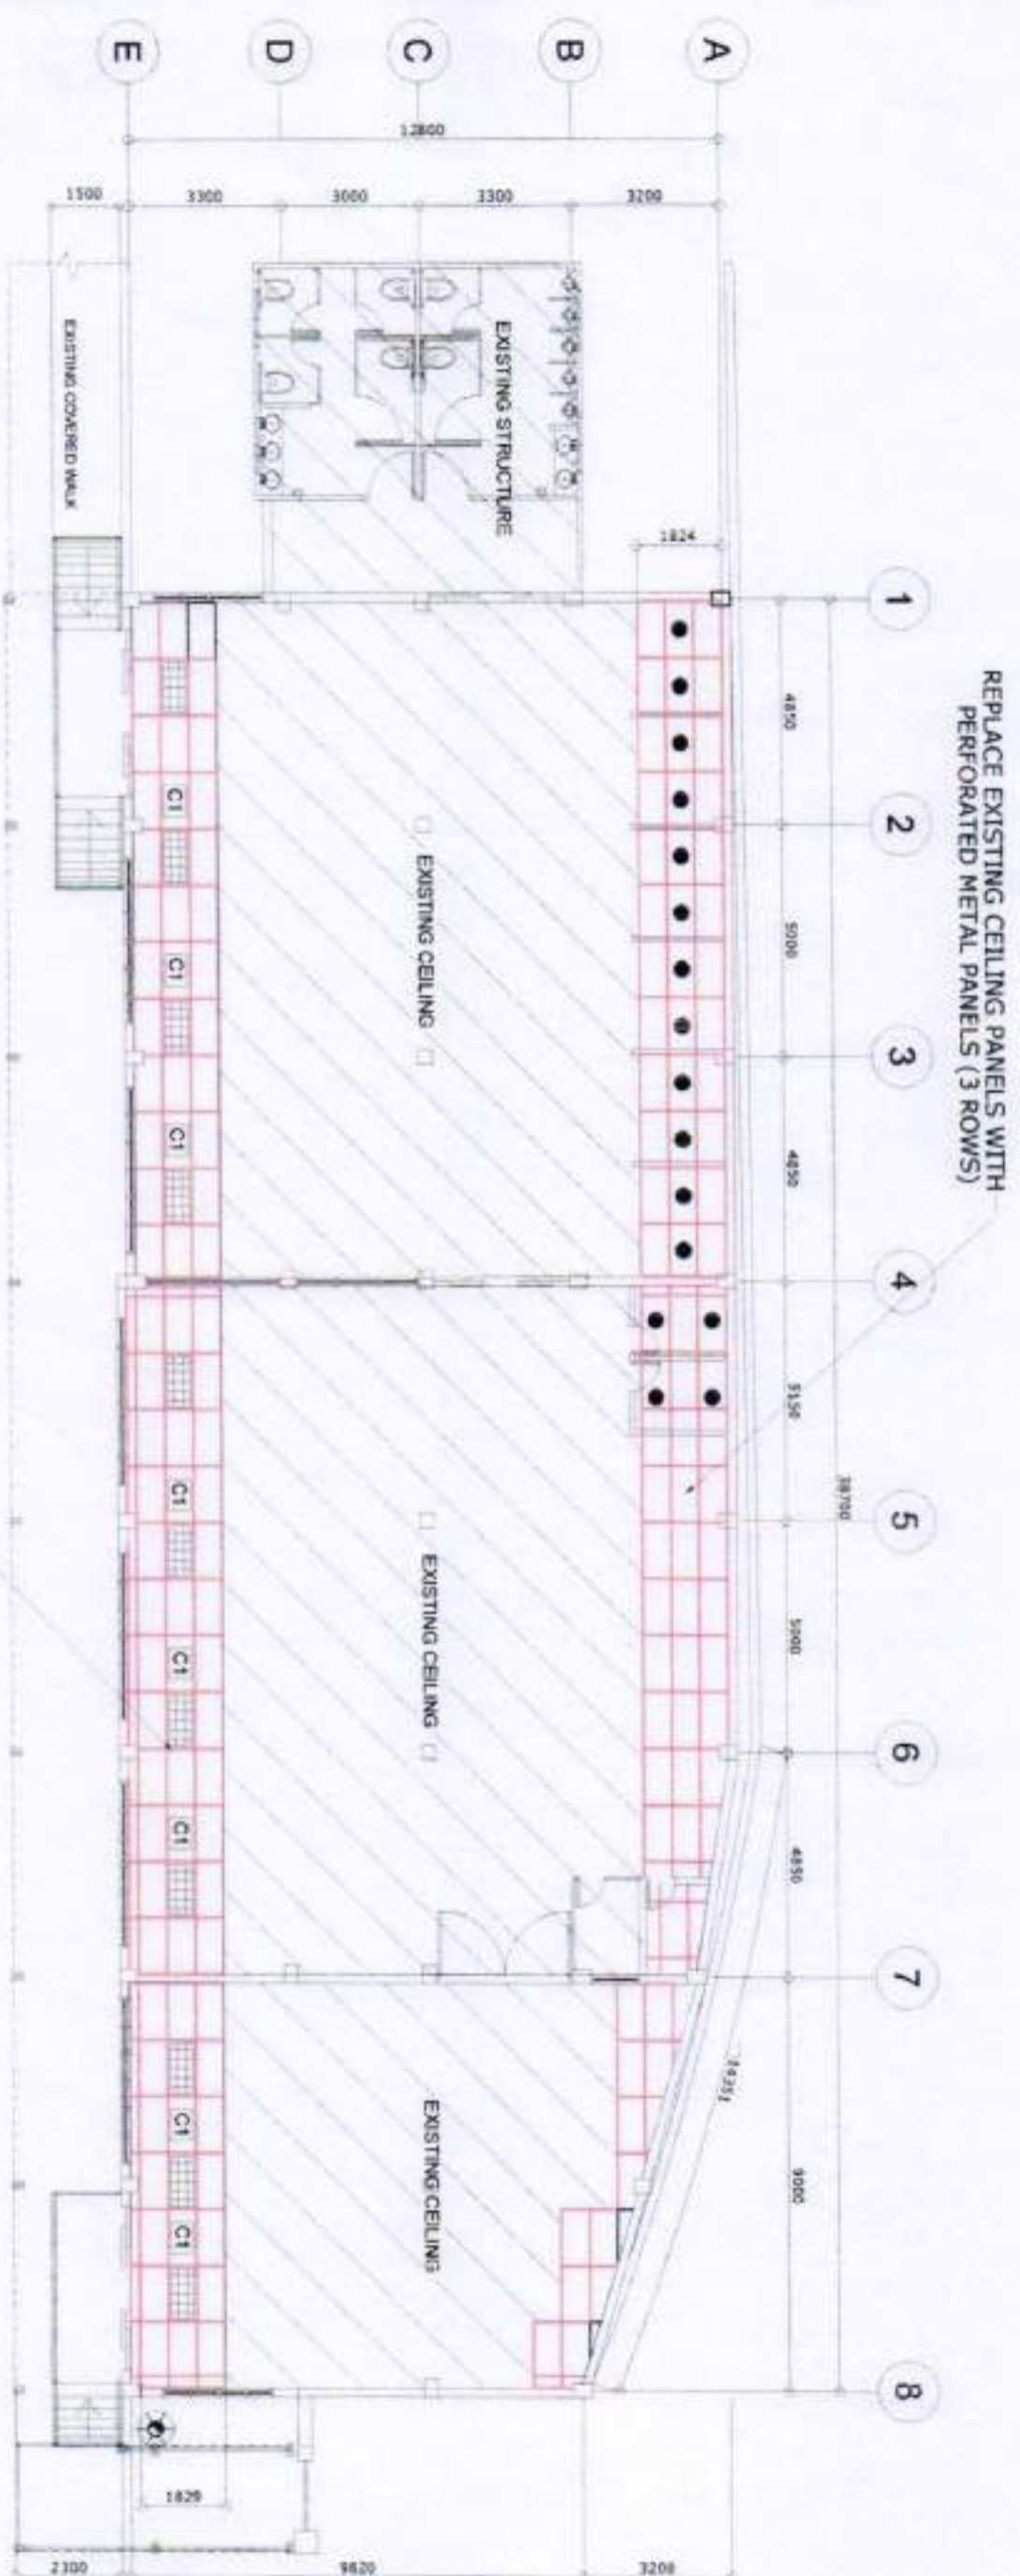 E
D
C
B
A
12800
1500
3300
3000
3300
3200
EXISTING COVERED WALK
EXISTING STRUCTURE
1824
1
REPLACE EXISTING CEILING PANELS WITH
PERFORATED METAL PANELS (3 ROWS)
4850
C1
2
EXISTING CEILING
5000
C1
3
C1
4850
4
5150
38700
C1
5
EXISTING CEILING
5000
C1
6
C1
4850
7
C1
EXISTING CEILING
9000
C1
8
1829
2300
9620
3200